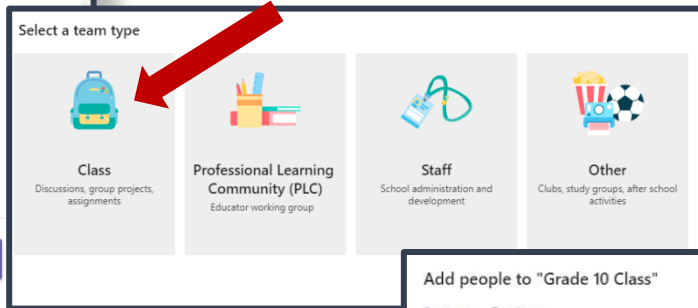 Select a team type
Class
Discussions, group projects,
assignments
Professional Learning
Community (PLC)
Educator working group
Staff
School administration and
development
Other
Clubs, study groups, after school
activities
Add people to "Grade 10 Class"